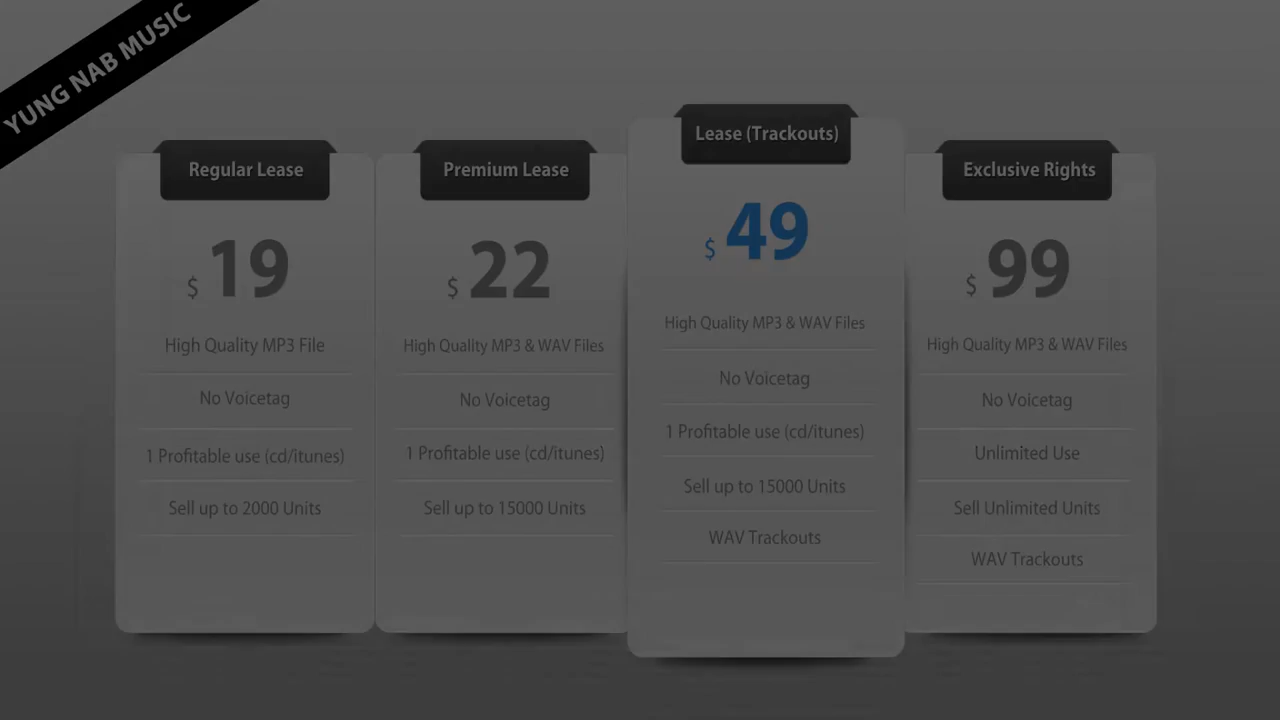 YUNG NAB MUSIC
Regular Lease
$ 19
High Quality MP3 File
No Voicetag
1 Profitable use (cd/itunes)
Sell up to 2000 Units
Premium Lease
$ 22
High Quality MP3 & WAV Files
No Voicetag
1 Profitable use (cd/itunes)
Sell up to 15000 Units
Lease (Trackouts)
$ 49
High Quality MP3 & WAV Files
No Voicetag
1 Profitable use (cd/itunes)
Sell up to 15000 Units
WAV Trackouts
Exclusive Rights
$ 99
High Quality MP3 & WAV Files
No Voicetag
Unlimited Use
Sell Unlimited Units
WAV Trackouts